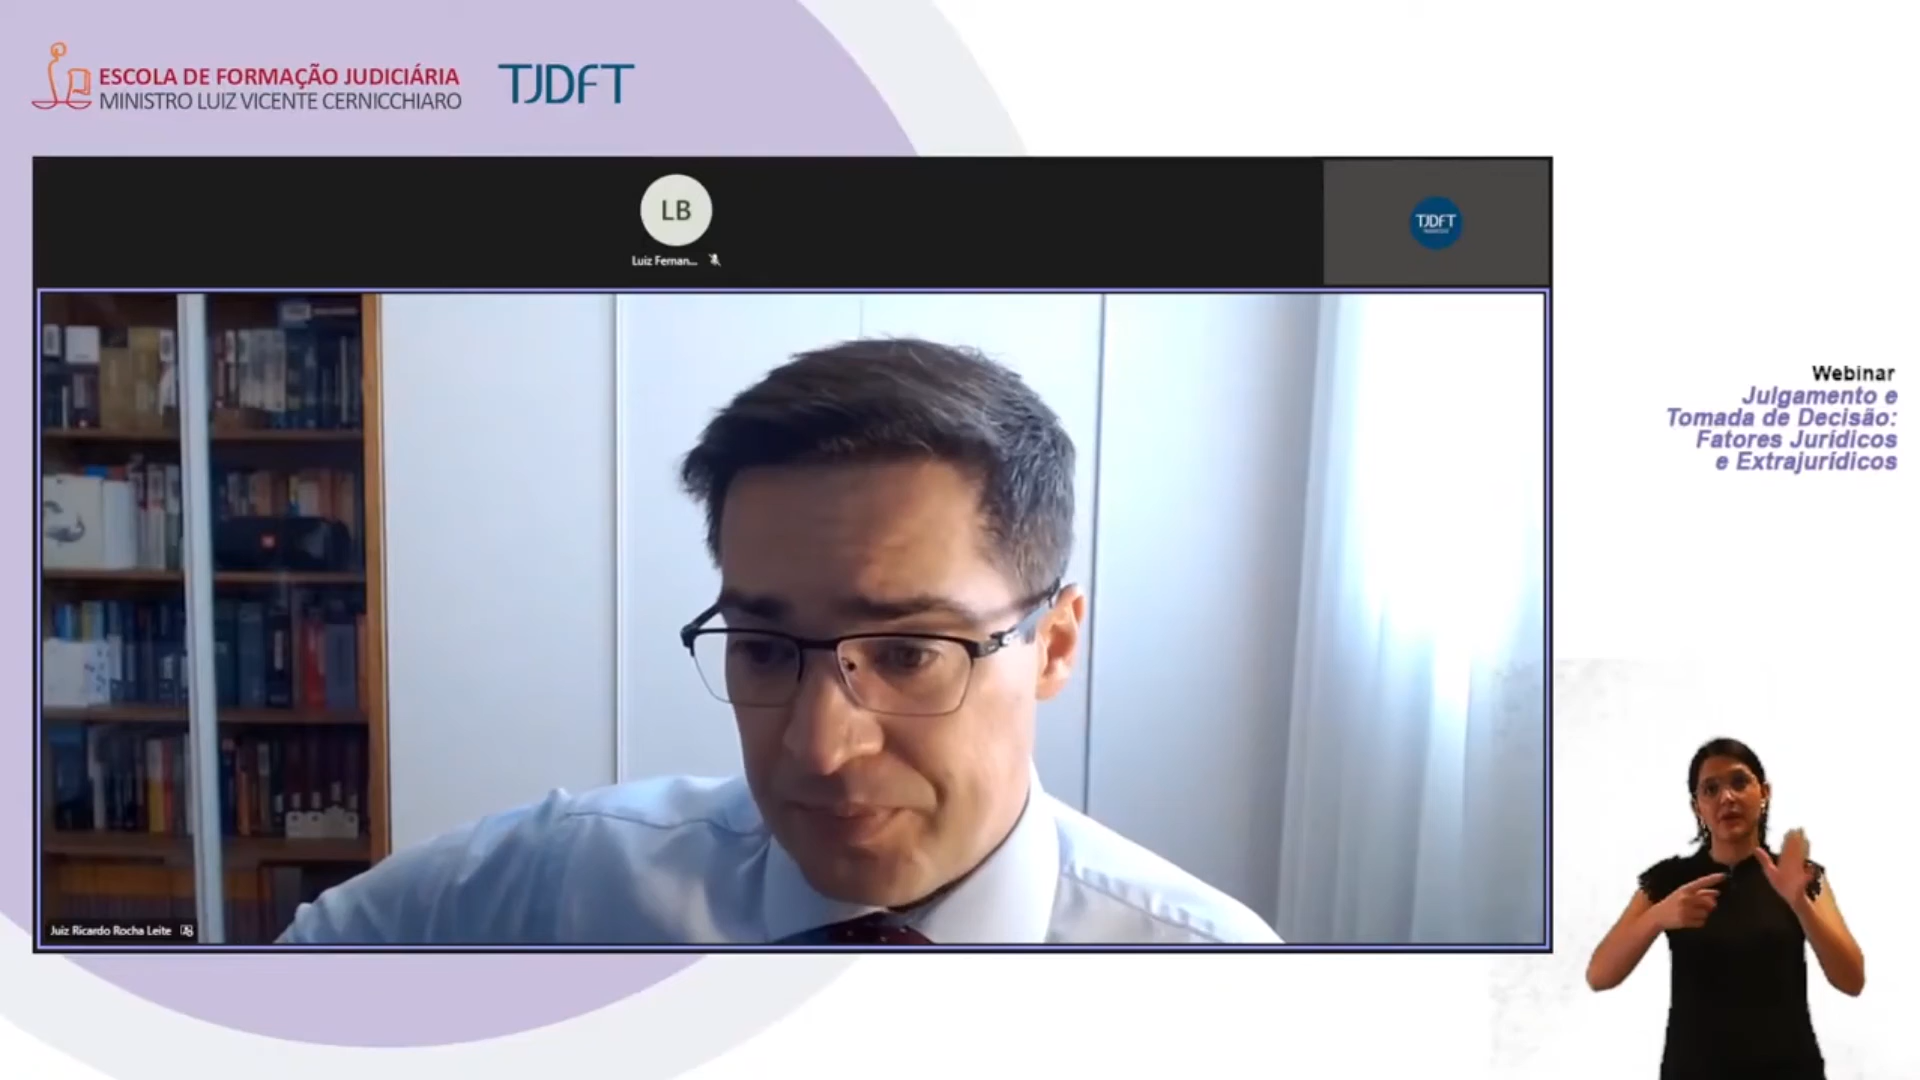 ESCOLA DE FORMAÇÃO JUDICIÁRIA
MINISTRO LUIZ VICENTE CERNICCHIARO
TJDFT
LB
Luiz Fernan...
TJDFT
Webinar
Julgamento e
Tomada de Decisão:
Fatores Jurídicos
e Extrajurídicos
Juiz Ricardo Rocha Leite